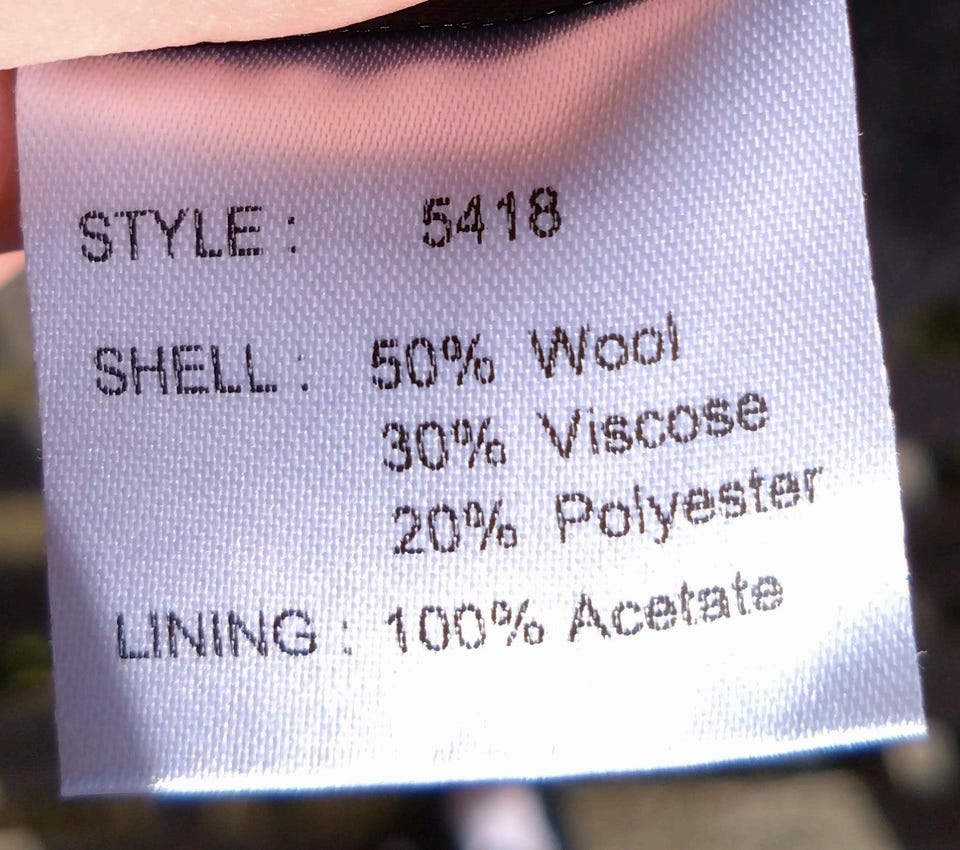 STYLE : 5418
SHELL : 50% Wool
30% Viscose
20% Polyester
LINING : 100% Acetate